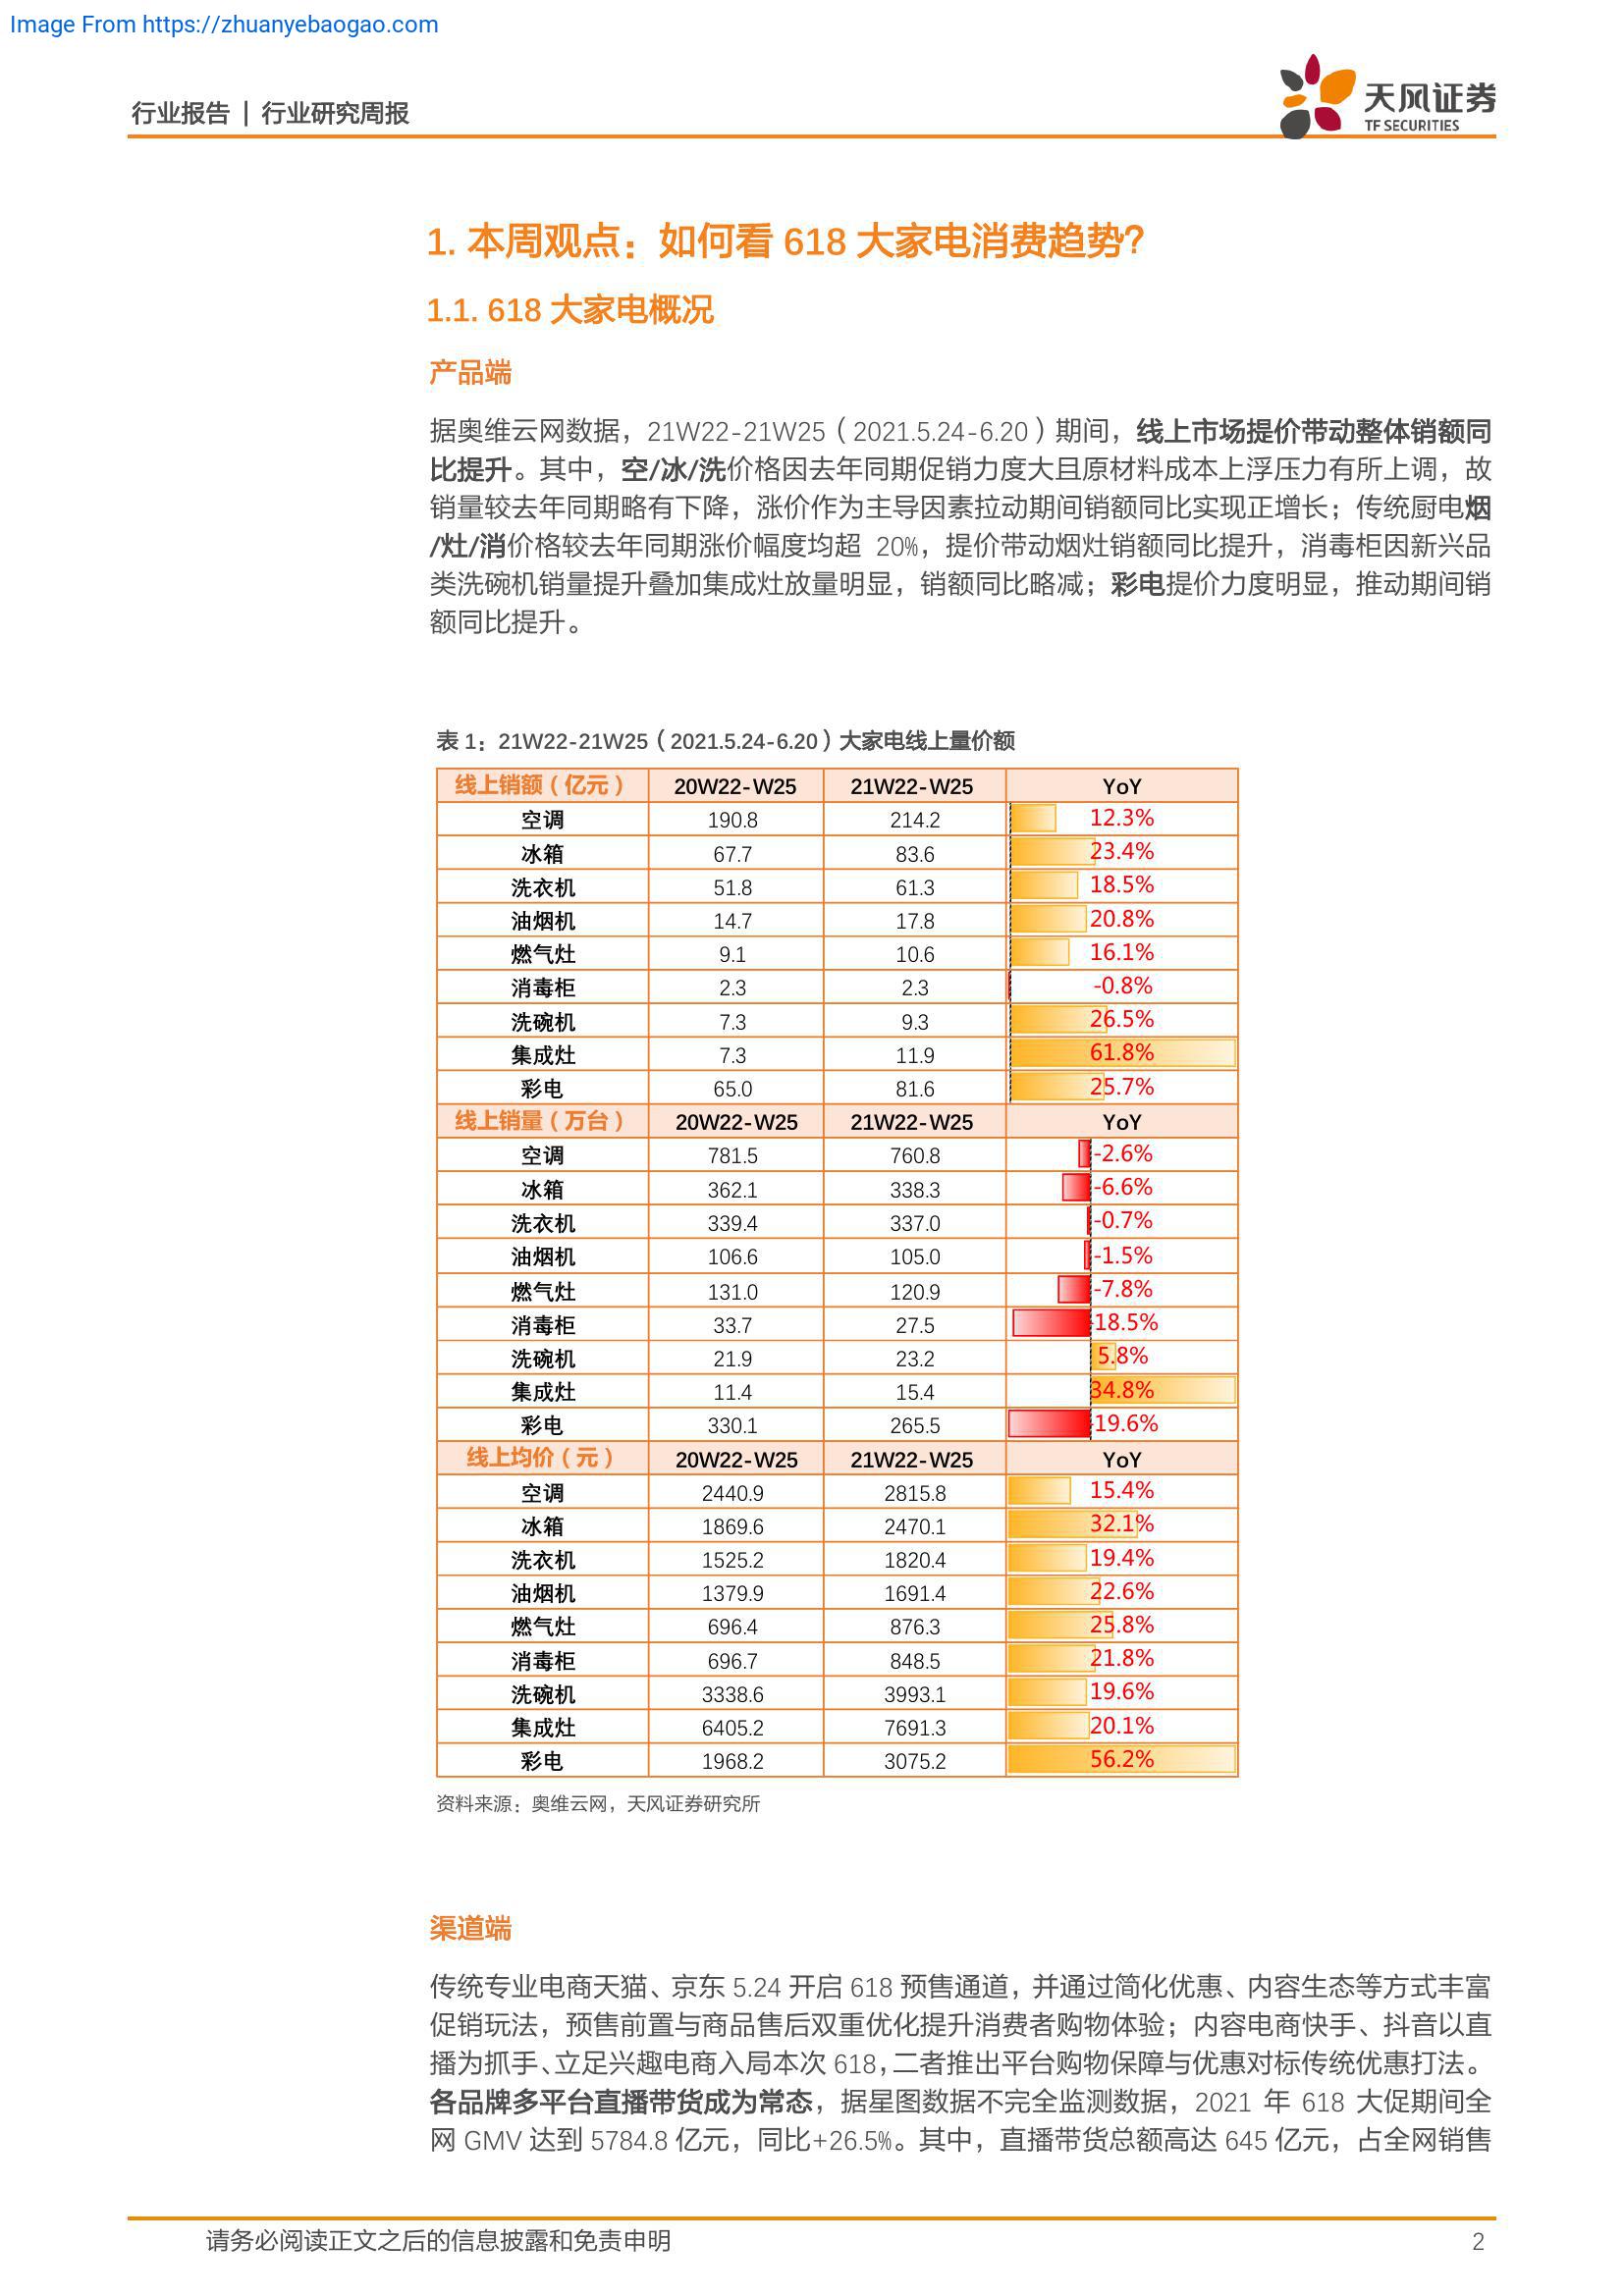 Image From https://zhuanyebaogao.com
行业报告 | 行业研究周报
天风证券
TF SECURITIES
1. 本周观点：如何看 618 大家电消费趋势？
1.1. 618 大家电概况
产品端
据奥维云网数据，21W22-21W25（2021.5.24-6.20）期间，线上市场提价带动整体销额同
比提升。其中，空/冰/洗价格因去年同期促销力度大且原材料成本上浮压力有所上调，故
销量较去年同期略有下降，涨价作为主导因素拉动期间销额同比实现正增长；传统厨电烟
/灶/消价格较去年同期涨价幅度均超 20%，提价带动烟灶销额同比提升，消毒柜因新兴品
类洗碗机销量提升叠加集成灶放量明显，销额同比略减；彩电提价力度明显，推动期间销
额同比提升。
表 1：21W22-21W25（2021.5.24-6.20）大家电线上量价额
线上销额（亿元） 20W22-W25 21W22-W25 YoY
空调 190.8 214.2 12.3%
冰箱 67.7 83.6 23.4%
洗衣机 51.8 61.3 18.5%
油烟机 14.7 17.8 20.8%
燃气灶 9.1 10.6 16.1%
消毒柜 2.3 2.3 -0.8%
洗碗机 7.3 9.3 26.5%
集成灶 7.3 11.9 61.8%
彩电 65.0 81.6 25.7%
线上销量（万台） 20W22-W25 21W22-W25 YoY
空调 781.5 760.8 -2.6%
冰箱 362.1 338.3 -6.6%
洗衣机 339.4 337.0 -0.7%
油烟机 106.6 105.0 -1.5%
燃气灶 131.0 120.9 -7.8%
消毒柜 33.7 27.5 -18.5%
洗碗机 21.9 23.2 5.8%
集成灶 11.4 15.4 34.8%
彩电 330.1 265.5 -19.6%
线上均价（元） 20W22-W25 21W22-W25 YoY
空调 2440.9 2815.8 15.4%
冰箱 1869.6 2470.1 32.1%
洗衣机 1525.2 1820.4 19.4%
油烟机 1379.9 1691.4 22.6%
燃气灶 696.4 876.3 25.8%
消毒柜 696.7 848.5 21.8%
洗碗机 3338.6 3993.1 19.6%
集成灶 6405.2 7691.3 20.1%
彩电 1968.2 3075.2 56.2%
资料来源：奥维云网，天风证券研究所
渠道端
传统专业电商天猫、京东 5.24 开启 618 预售通道，并通过简化优惠、内容生态等方式丰富
促销玩法，预售前置与商品售后双重优化提升消费者购物体验；内容电商快手、抖音以直
播为抓手、立足兴趣电商入局本次 618，二者推出平台购物保障与优惠对标传统优惠打法。
各品牌多平台直播带货成为常态，据星图数据不完全监测数据，2021 年 618 大促期间全
网 GMV 达到 5784.8 亿元，同比+26.5%。其中，直播带货总额高达 645 亿元，占全网销售
请务必阅读正文之后的信息披露和免责申明 2